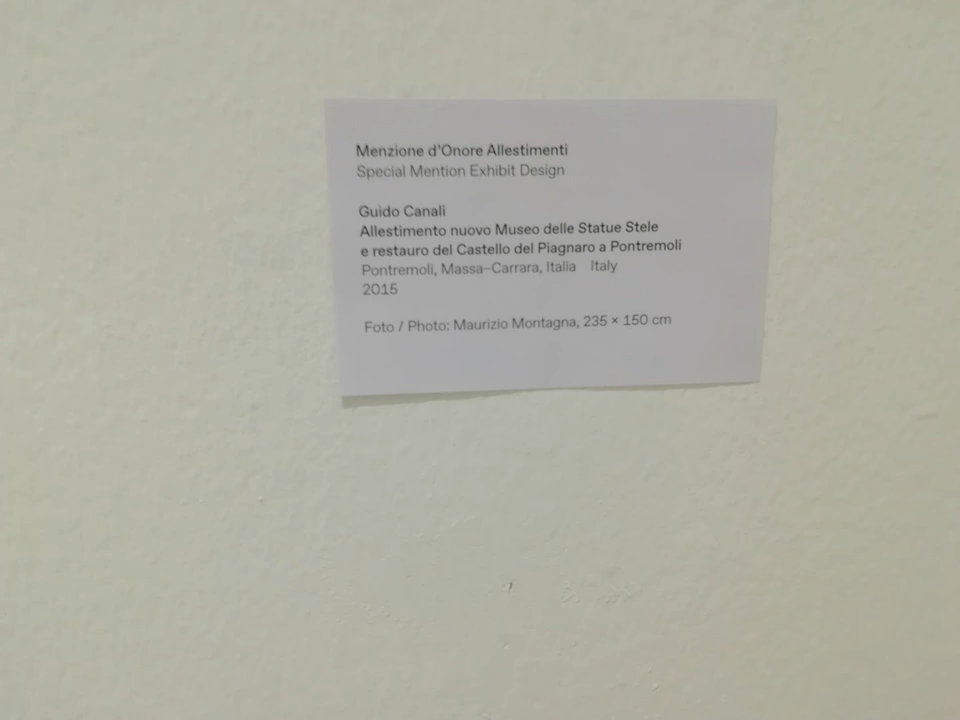 Menzione d'Onore Allestimenti
Special Mention Exhibit Design
Guido Canali
Allestimento nuovo Museo delle Statue Stele
e restauro del Castello del Piagnaro a Pontremoli
Pontremoli, Massa–Carrara, Italia Italy
2015
Foto / Photo: Maurizio Montagna, 235 × 150 cm